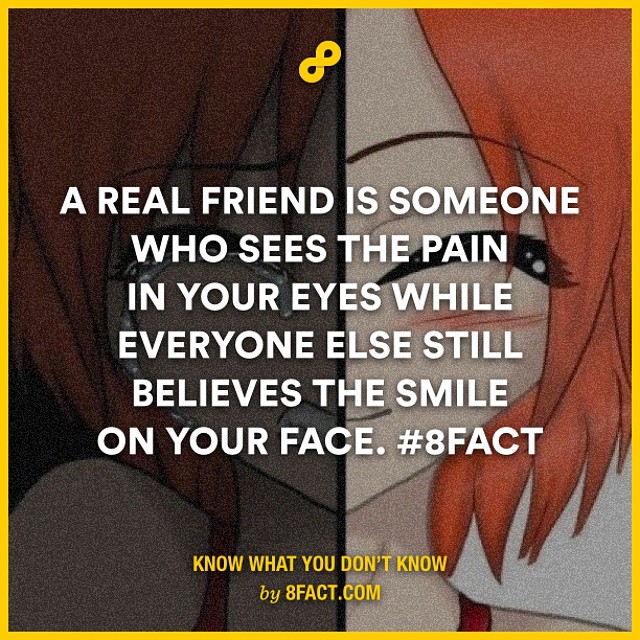 A REAL FRIEND IS SOMEONE
WHO SEES THE PAIN
IN YOUR EYES WHILE
EVERYONE ELSE STILL
BELIEVES THE SMILE
ON YOUR FACE. #8FACT
KNOW WHAT YOU DON'T KNOW
by 8FACT.COM